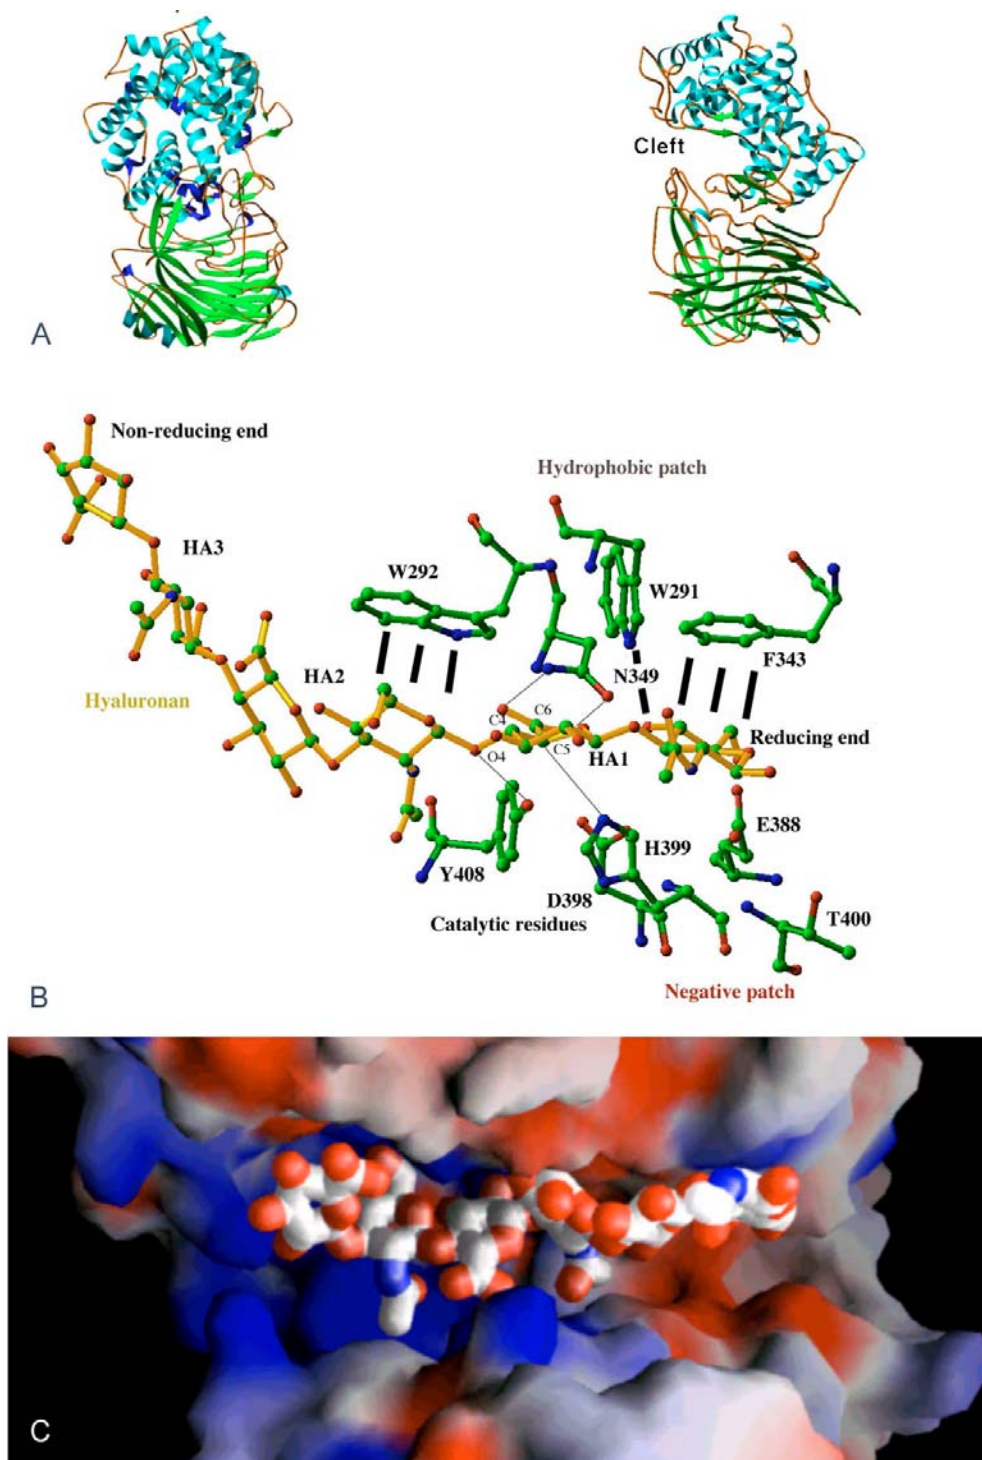 Cleft
A
Non-reducing end
Hydrophobic patch
HA3
W292
W291
F343
HA2
N349
Hyaluronan
C4
C6
Reducing end
O4
C5
HA1
E388
H399
Y408
D398
T400
Catalytic residues
Negative patch
B
C